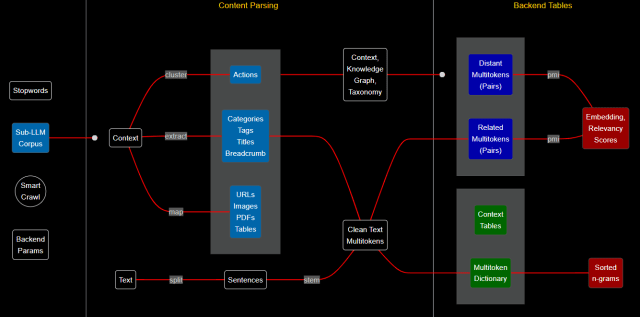 Content Parsing
Backend Tables
Stopwords
Sub-LLM
Corpus
Smart
Crawl
Backend
Params
Context
cluster
extract
map
Actions
Categories
Tags
Titles
Breadcrumb
URLs
Images
PDFs
Tables
Text
split
Sentences
stem
Context,
Knowledge
Graph,
Taxonomy
Clean Text
Multitokens
Distant
Multitokens
(Pairs)
pmi
Related
Multitokens
(Pairs)
pmi
Embedding,
Relevancy
Scores
Context
Tables
Multitoken
Dictionary
Sorted
n-grams